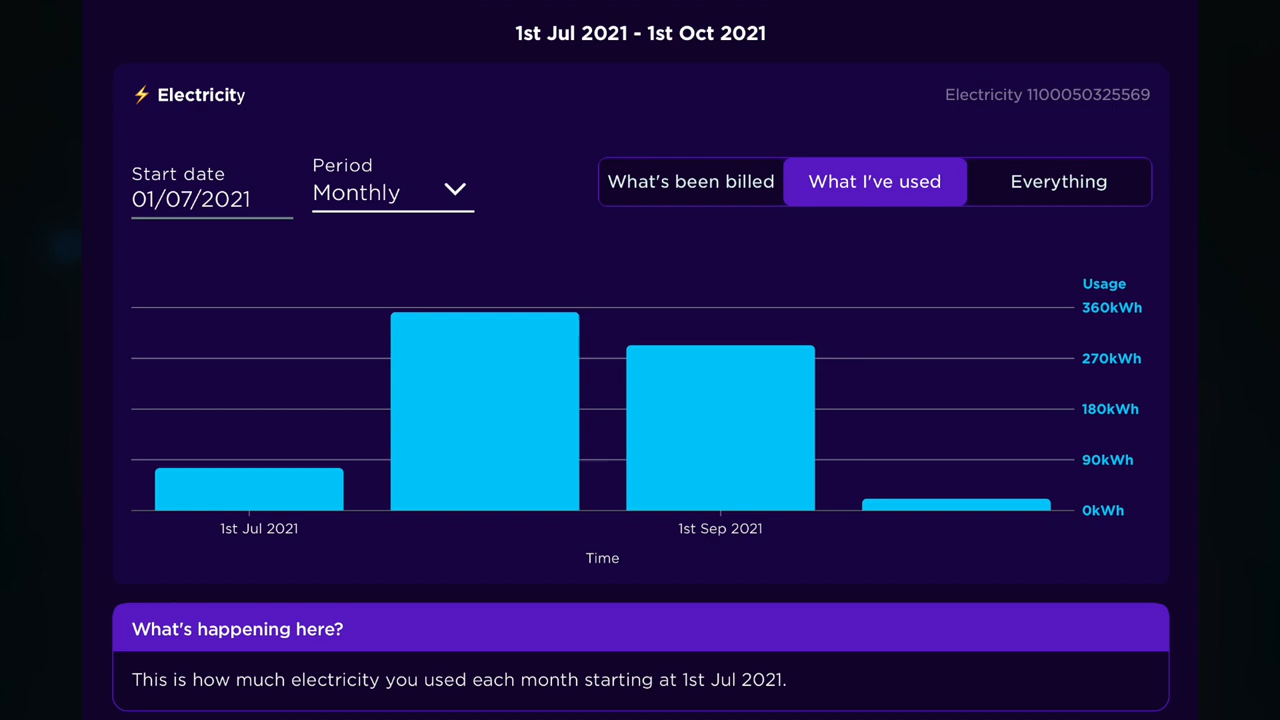 1st Jul 2021 - 1st Oct 2021
⚡ Electricity
Electricity 1100050325569
Start date
01/07/2021
Period
Monthly
What's been billed
What I've used
Everything
Usage
360kWh
270kWh
180kWh
90kWh
0kWh
1st Jul 2021
1st Sep 2021
Time
What's happening here?
This is how much electricity you used each month starting at 1st Jul 2021.